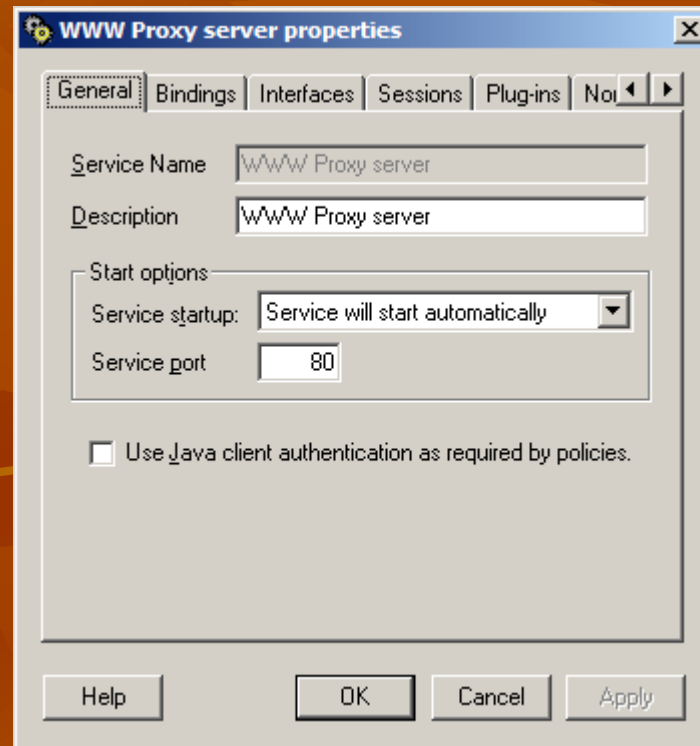 WWW Proxy server properties
General Bindings Interfaces Sessions Plug-ins
Service Name WWW Proxy server
Description WWW Proxy server
Start options
Service startup: Service will start automatically
Service port 80
Use Java client authentication as required by policies.
Help OK Cancel Apply